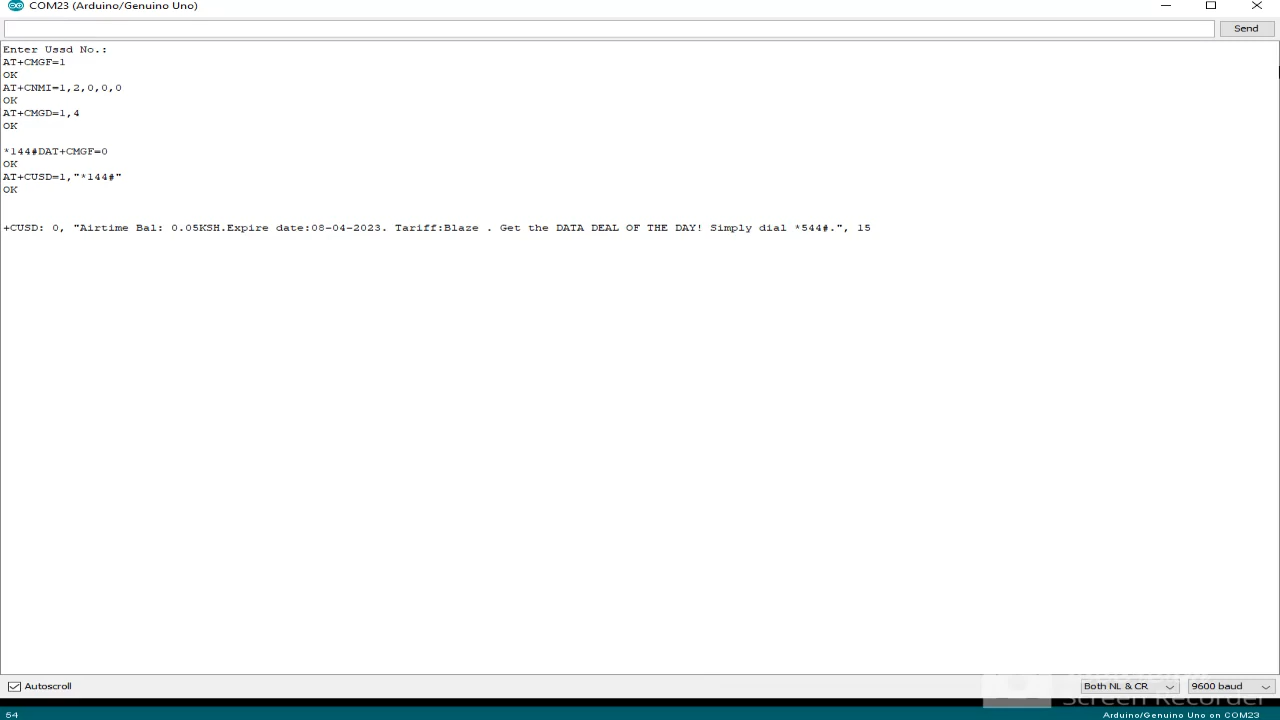 COM23 (Arduino/Genuino Uno)
Send
Enter Ussd No.:
AT+CMGF=1
OK
AT+CNMI=1,2,0,0,0
OK
AT+CMGD=1,4
OK
*144#DAT+CMGF=0
OK
AT+CUSD=1,"*144#"
OK
+CUSD: 0, "Airtime Bal: 0.05KSH.Expire date:08-04-2023. Tariff:Blaze . Get the DATA DEAL OF THE DAY! Simply dial *544#.", 15
Autoscroll
Both NL & CR
9600 baud
Screen Recorder
54
Arduino/Genuino Uno on COM23